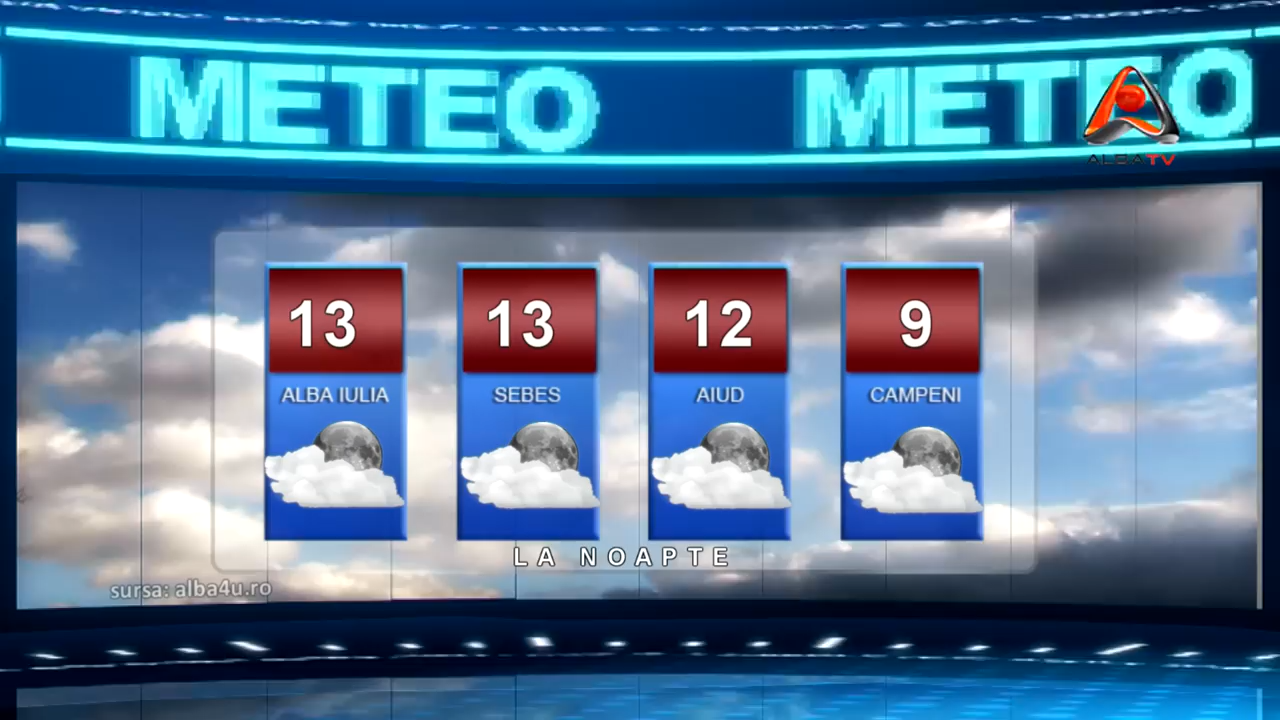 METEO METEO
ALBA TV
13 13 12 9
ALBA IULIA SEBES AIUD CAMPENI
LA NOAPTE
sursa: alba4u.ro